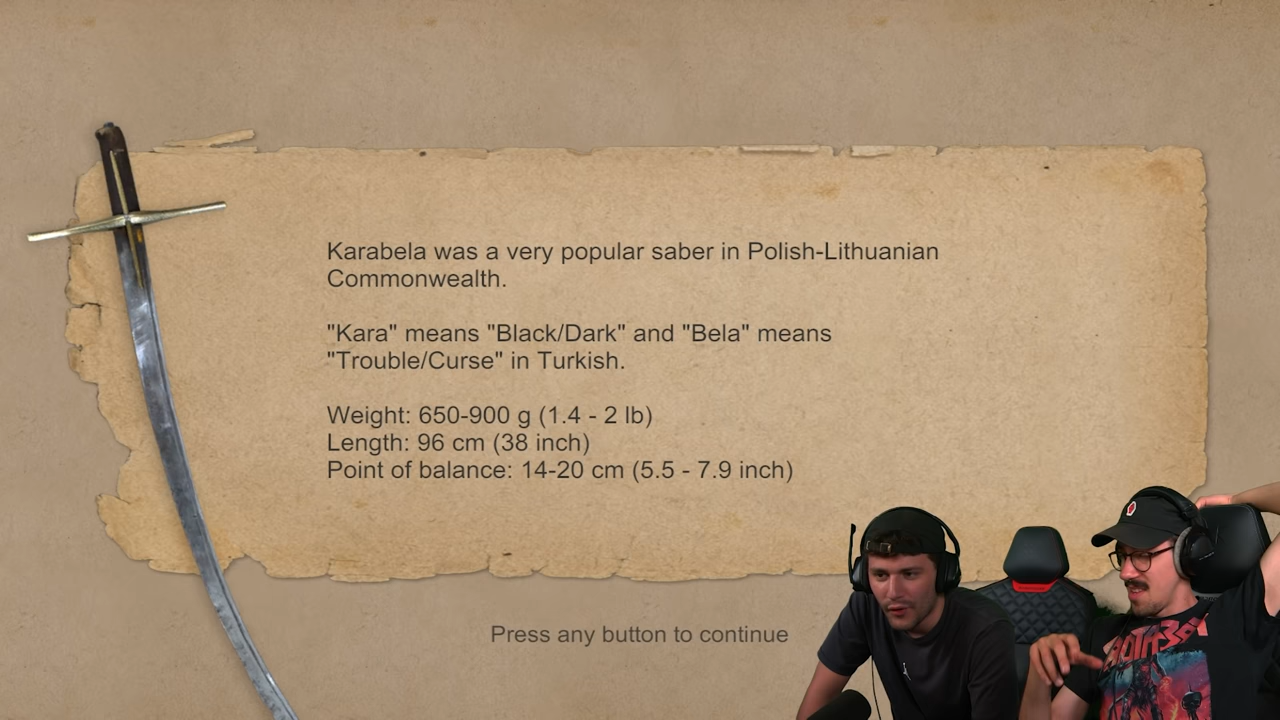 Karabela was a very popular saber in Polish-Lithuanian
Commonwealth.
"Kara" means "Black/Dark" and "Bela" means
"Trouble/Curse" in Turkish.
Weight: 650-900 g (1.4 - 2 lb)
Length: 96 cm (38 inch)
Point of balance: 14-20 cm (5.5 - 7.9 inch)
Press any button to continue